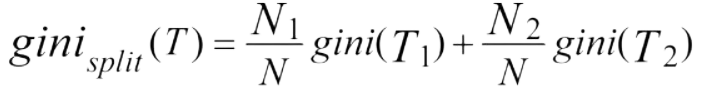 gini_split(T) = N₁/N gini(T₁) + N₂/N gini(T₂)